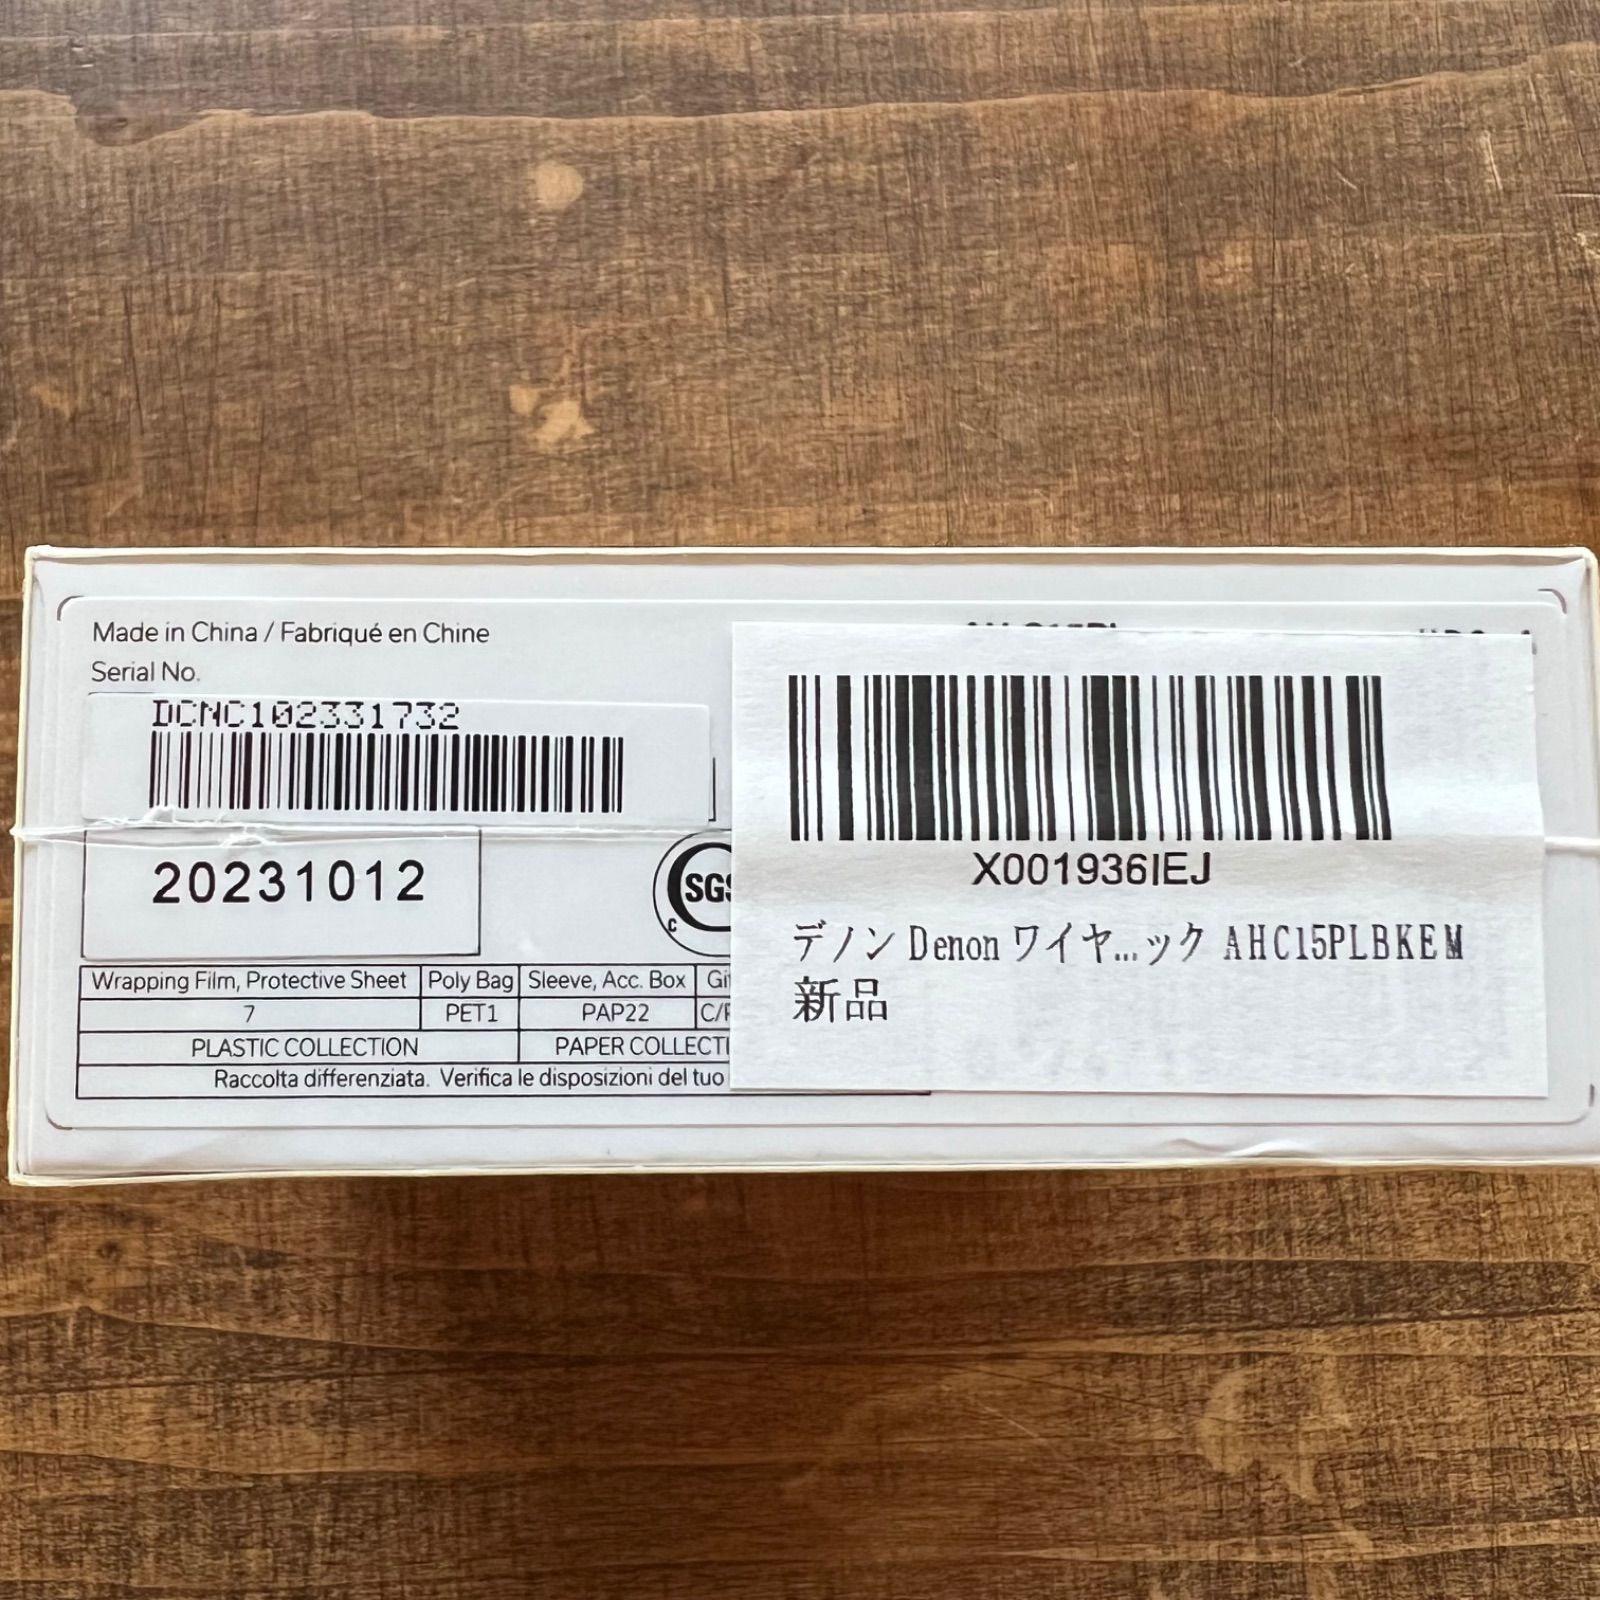 Made in China / Fabriqué en Chine
Serial No.
DCNC102331732
20231012
SGS
c
Wrapping Film, Protective Sheet Poly Bag Sleeve, Acc. Box
7 PET1 PAP22
PLASTIC COLLECTION PAPER
Raccolta differenziata. Verifica le disposizioni del tuo
X001936IEJ
デノン Denon ワイヤ...ック AHC15PLBKEM
新品